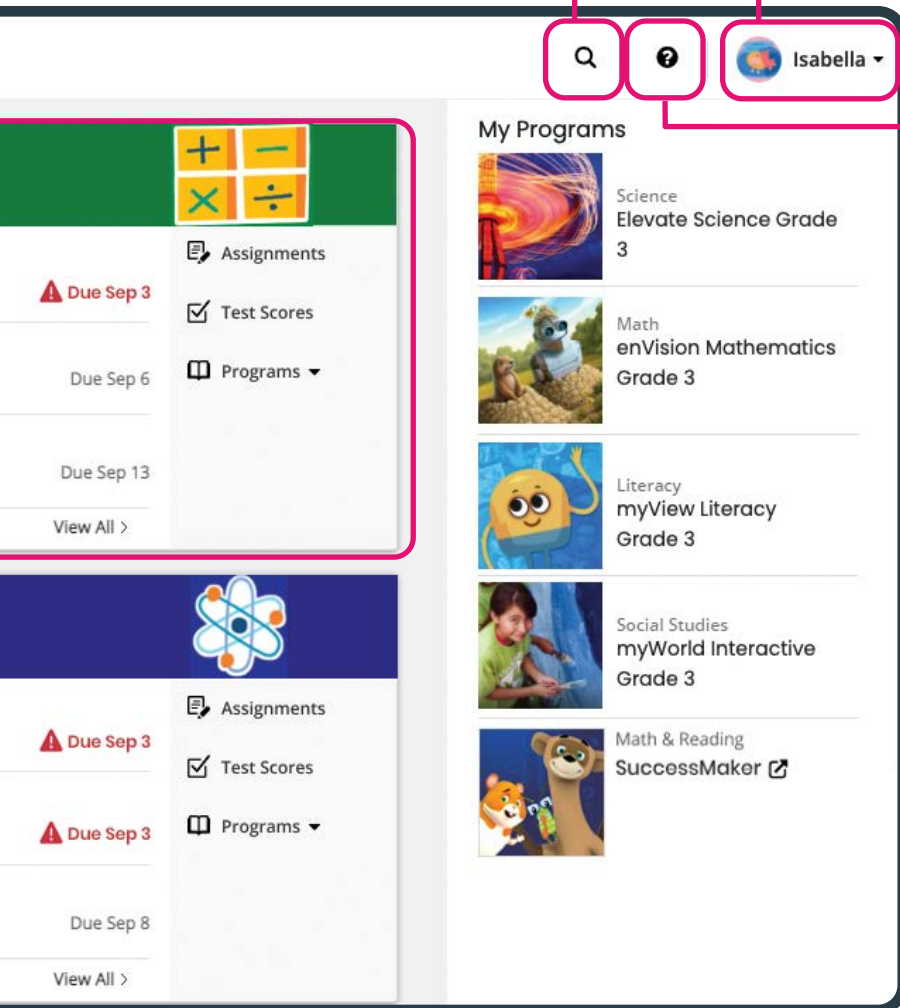 Isabella
Assignments
Due Sep 3
Test Scores
Due Sep 6
Programs
Due Sep 13
View All >
Assignments
Due Sep 3
Test Scores
Due Sep 3
Programs
Due Sep 8
View All >
My Programs
Science
Elevate Science Grade
3
Math
enVision Mathematics
Grade 3
Literacy
myView Literacy
Grade 3
Social Studies
myWorld Interactive
Grade 3
Math & Reading
SuccessMaker